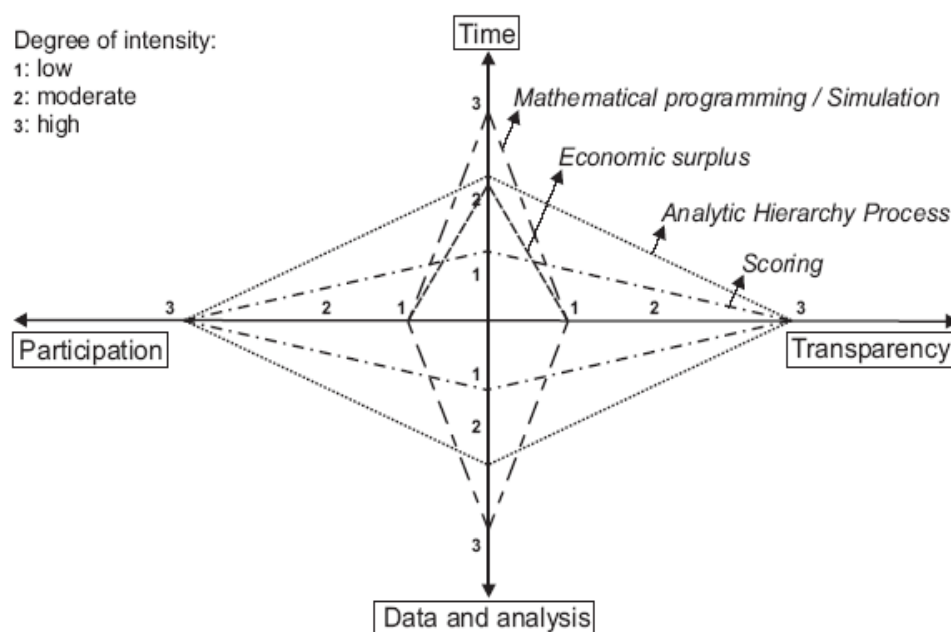 Degree of intensity:
1: low
2: moderate
3: high
Time
3
Mathematical programming / Simulation
Economic surplus
2
Analytic Hierarchy Process
1
Scoring
3 2 1 1 2 3
Participation
Transparency
1
2
3
Data and analysis